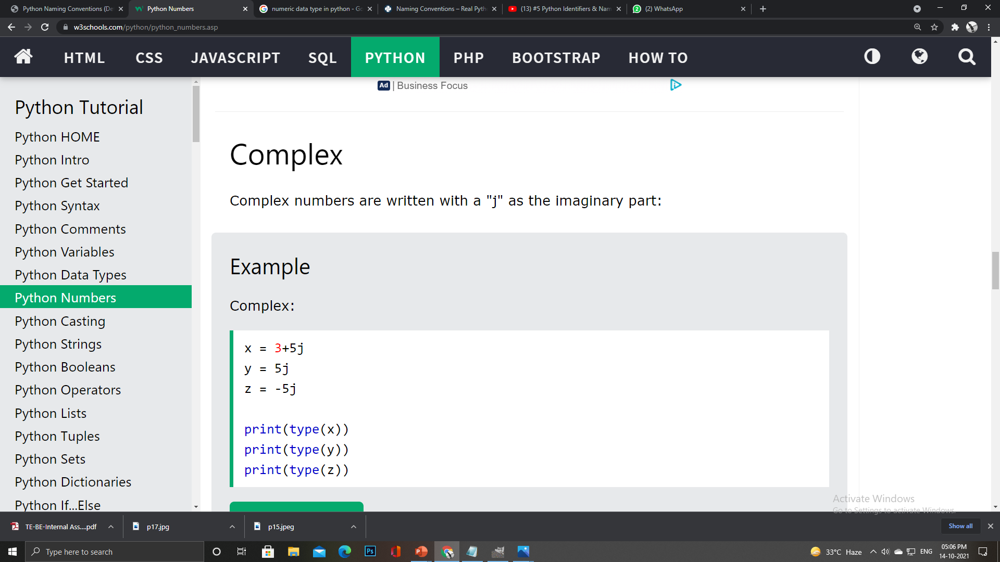 Python Naming Conventions (De
Python Numbers
numeric data type in python - Go
Naming Conventions – Real Pyth
(13) #5 Python Identifiers & Nam
(2) WhatsApp
w3schools.com/python/python_numbers.asp
HTML CSS JAVASCRIPT SQL PYTHON PHP BOOTSTRAP HOW TO
Ad | Business Focus
Python Tutorial
Python HOME
Python Intro
Python Get Started
Python Syntax
Python Comments
Python Variables
Python Data Types
Python Numbers
Python Casting
Python Strings
Python Booleans
Python Operators
Python Lists
Python Tuples
Python Sets
Python Dictionaries
Python If...Else
Complex
Complex numbers are written with a "j" as the imaginary part:
Example
Complex:
x = 3+5j
y = 5j
z = -5j
print(type(x))
print(type(y))
print(type(z))
Activate Windows
Go to Settings to activate Windows.
TE-BE-Internal Ass....pdf
p17.jpg
p15.jpeg
Show all
Type here to search
Ps
P
33°C Haze
ENG
05:06 PM
14-10-2021